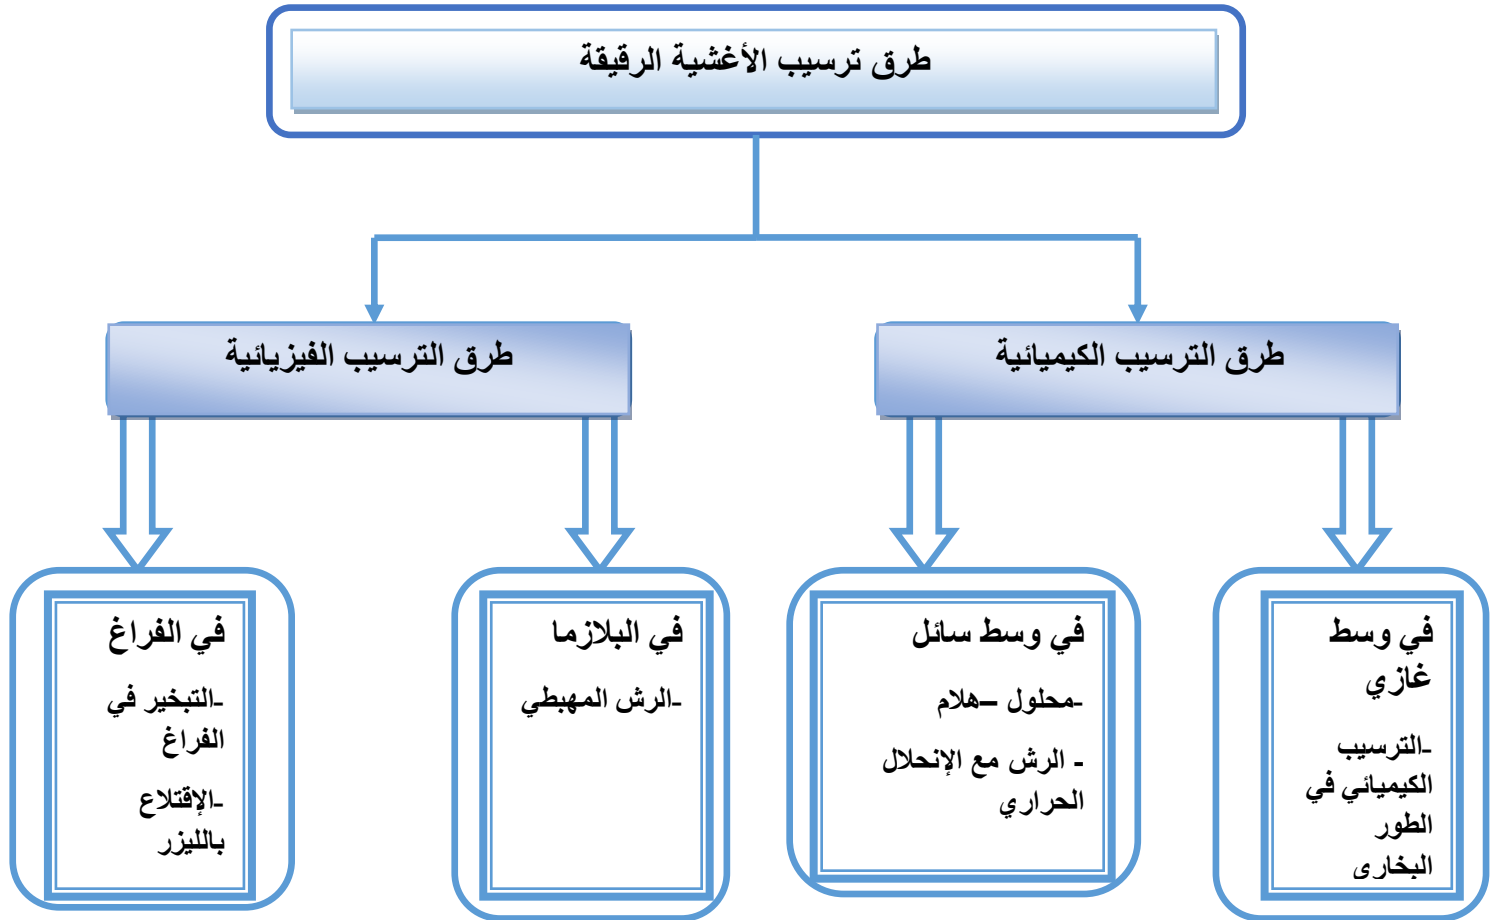 طرق ترسيب الأغشية الرقيقة
طرق الترسيب الكيميائية
طرق الترسيب الفيزيائية
في وسط
غازي
-الترسيب
الكيميائي في
الطور
البخاري
في وسط سائل
-محلول –هلام
- الرش مع الإنحلال
الحراري
في البلازما
-الرش المهبطي
في الفراغ
-التبخير في
الفراغ
-الإقتلاع
بالليزر